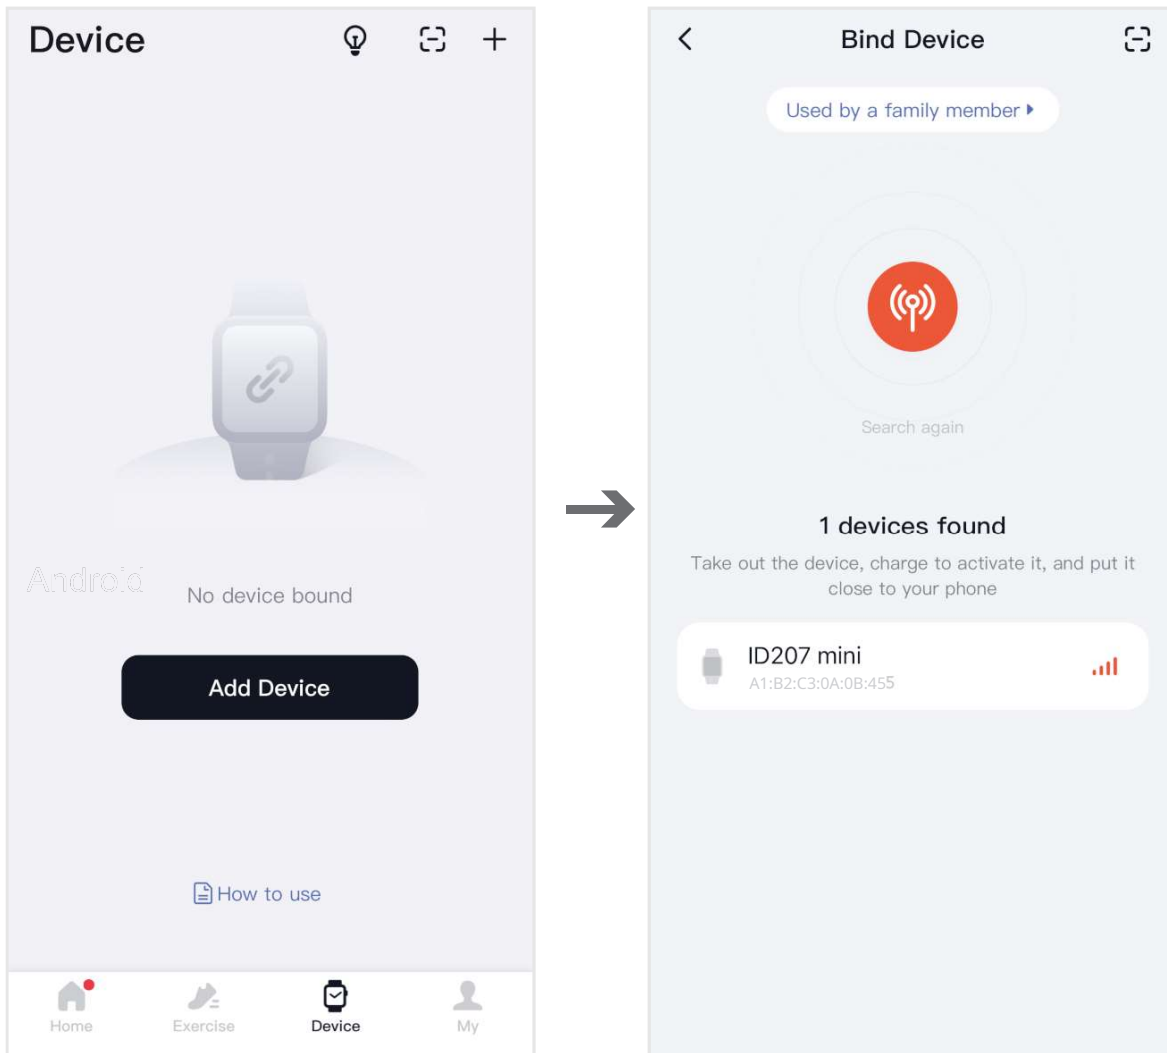 Device
Android
No device bound
Add Device
How to use
Home
Exercise
Device
My
Bind Device
Used by a family member
Search again
1 devices found
Take out the device, charge to activate it, and put it
close to your phone
ID207 mini
A1:B2:C3:0A:0B:455